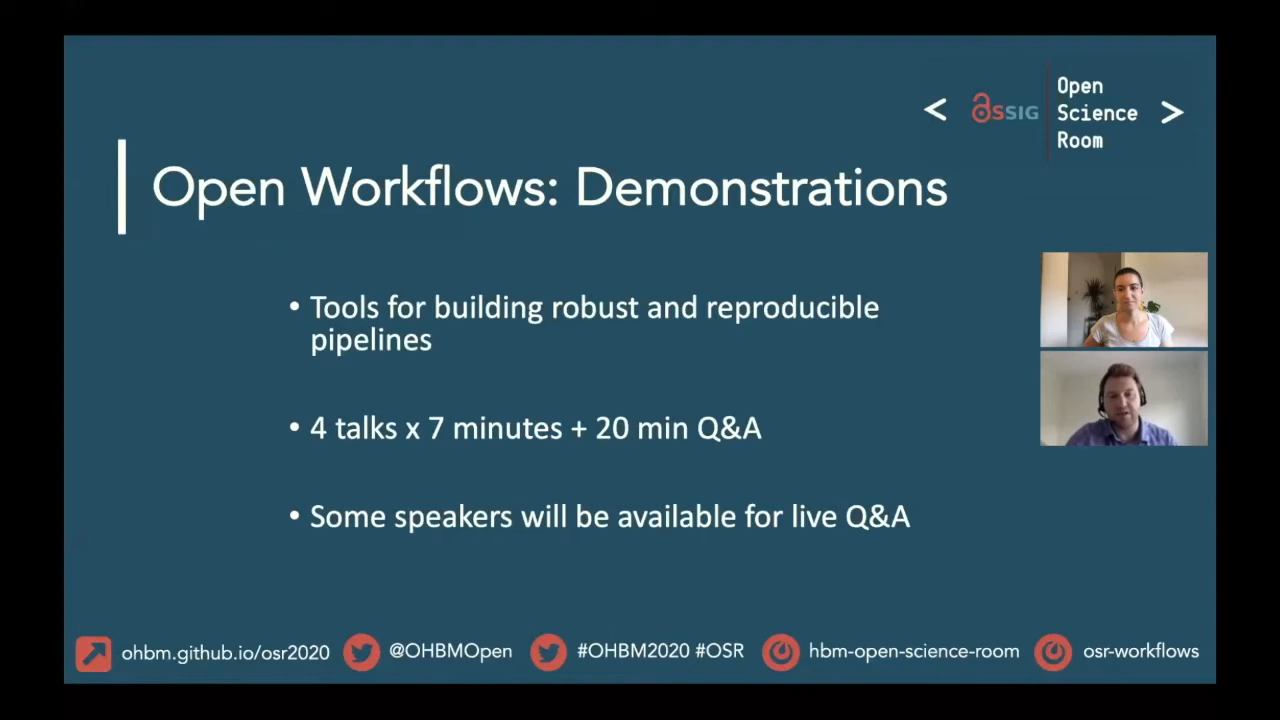 < OSSIG Open Science Room >
Open Workflows: Demonstrations
• Tools for building robust and reproducible
pipelines
• 4 talks x 7 minutes + 20 min Q&A
• Some speakers will be available for live Q&A
ohbm.github.io/osr2020 @OHBMOpen #OHBM2020 #OSR hbm-open-science-room osr-workflows